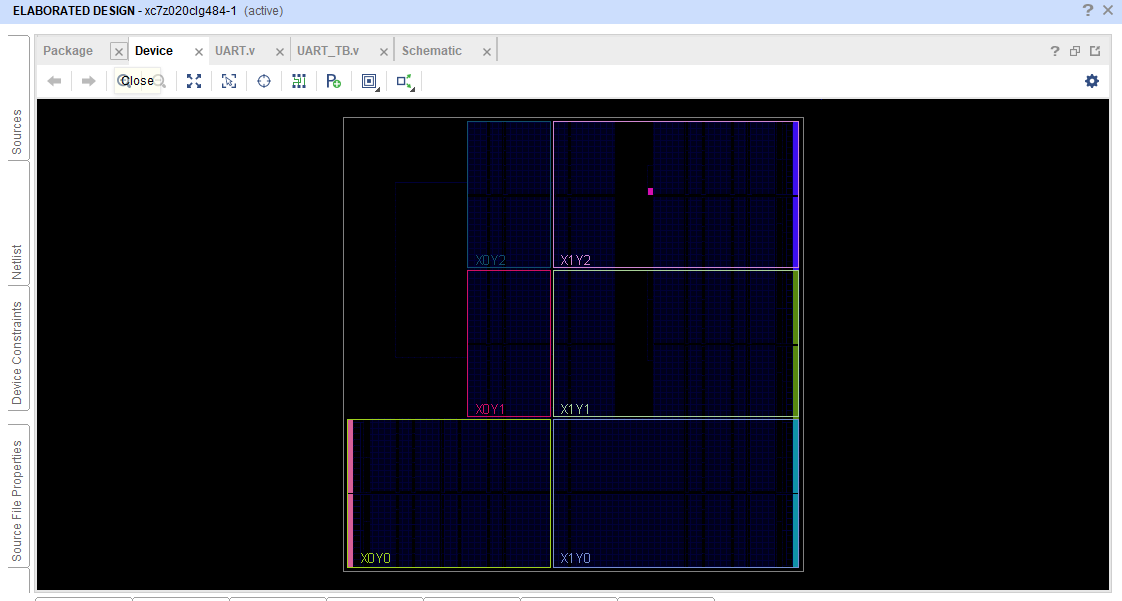 ELABORATED DESIGN - xc7z020clg484-1 (active)
Package Device UART.v UART_TB.v Schematic
Close
Sources
Netlist
Device Constraints
Source File Properties
X0Y2 X1Y2
X0Y1 X1Y1
X0Y0 X1Y0